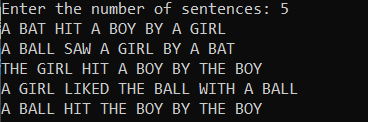 Enter the number of sentences: 5
A BAT HIT A BOY BY A GIRL
A BALL SAW A GIRL BY A BAT
THE GIRL HIT A BOY BY THE BOY
A GIRL LIKED THE BALL WITH A BALL
A BALL HIT THE BOY BY THE BOY